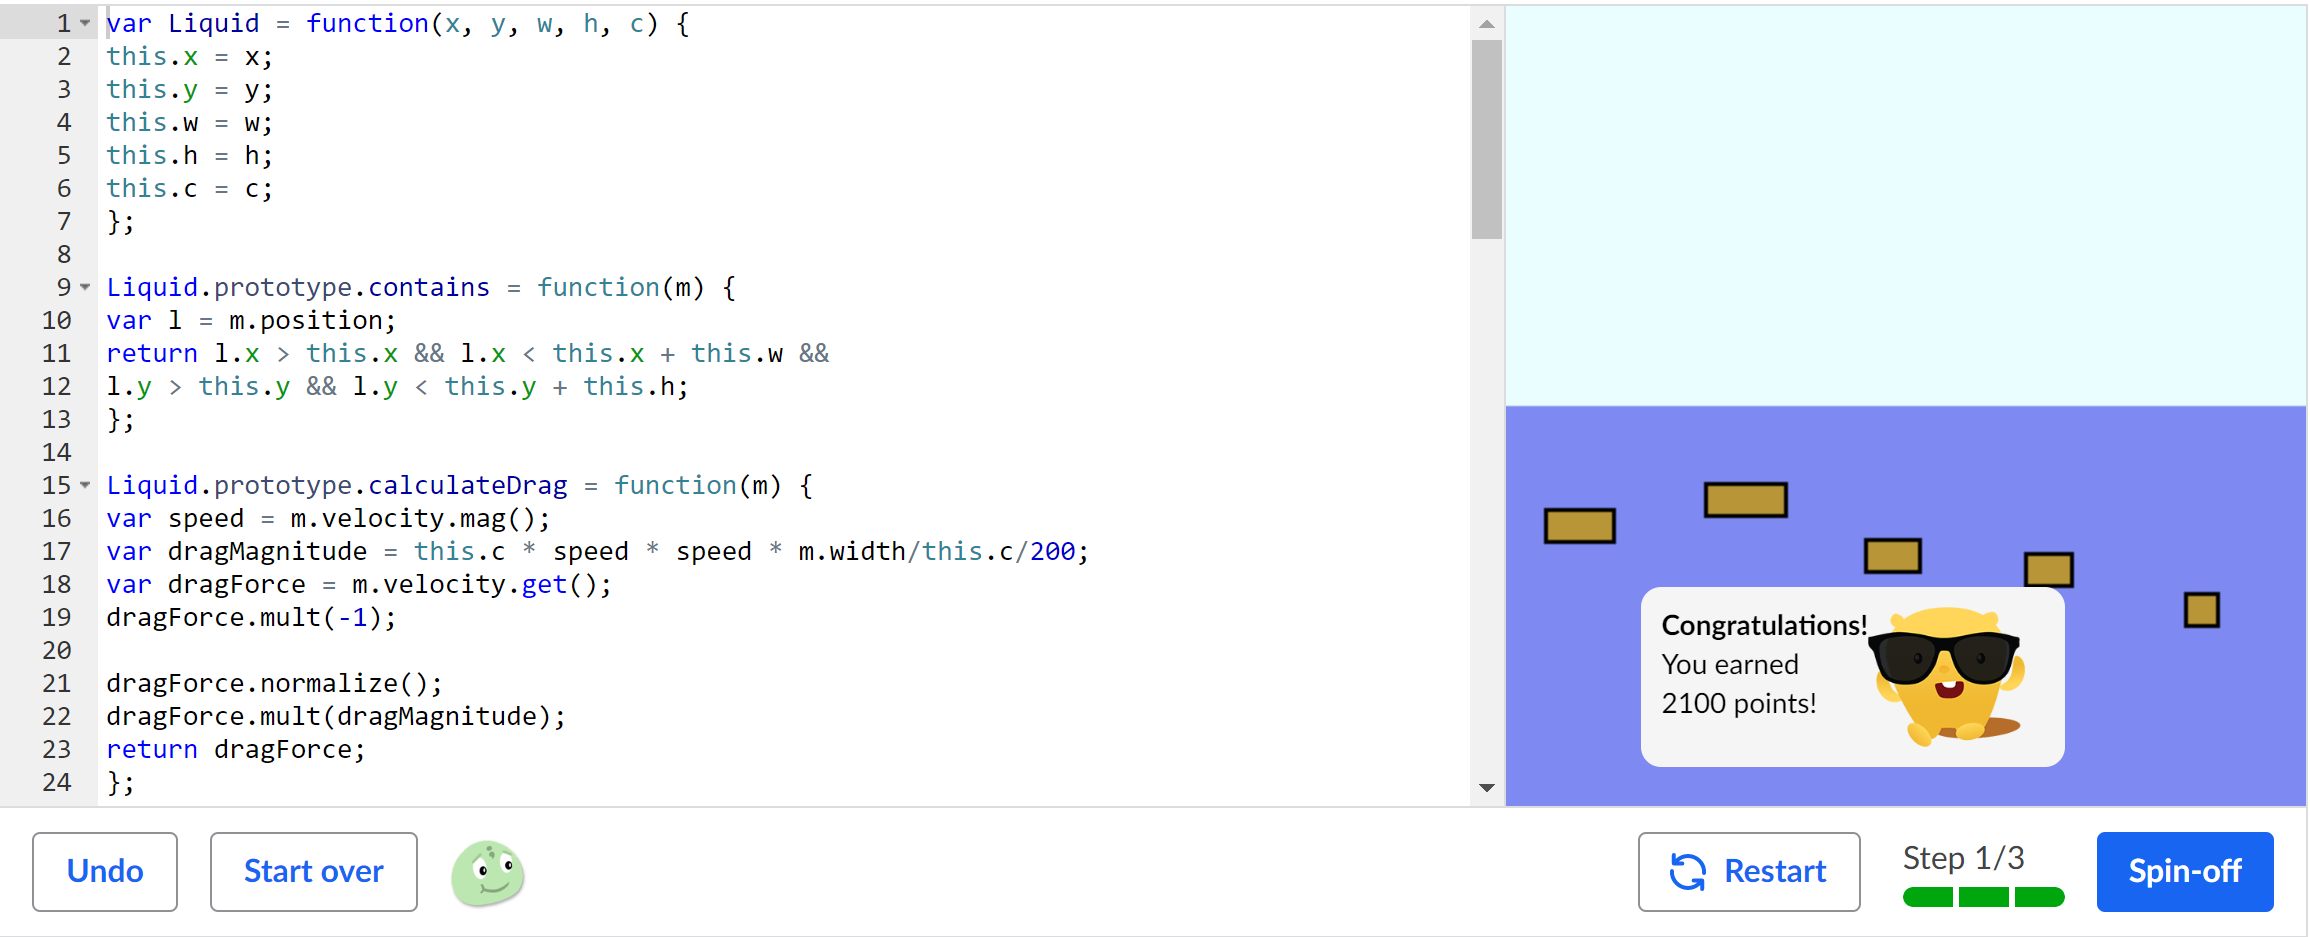 1 var Liquid = function(x, y, w, h, c) {
2 this.x = x;
3 this.y = y;
4 this.w = w;
5 this.h = h;
6 this.c = c;
7 };
8
9 Liquid.prototype.contains = function(m) {
10 var l = m.position;
11 return l.x > this.x && l.x < this.x + this.w &&
12 l.y > this.y && l.y < this.y + this.h;
13 };
14
15 Liquid.prototype.calculateDrag = function(m) {
16 var speed = m.velocity.mag();
17 var dragMagnitude = this.c * speed * speed * m.width/this.c/200;
18 var dragForce = m.velocity.get();
19 dragForce.mult(-1);
20
21 dragForce.normalize();
22 dragForce.mult(dragMagnitude);
23 return dragForce;
24 };
Congratulations!
You earned
2100 points!
Undo
Start over
Restart
Step 1/3
Spin-off